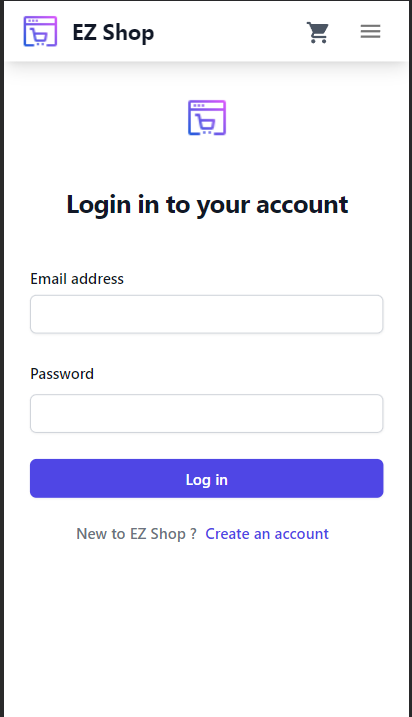 EZ Shop
Login in to your account
Email address
Password
Log in
New to EZ Shop ? Create an account